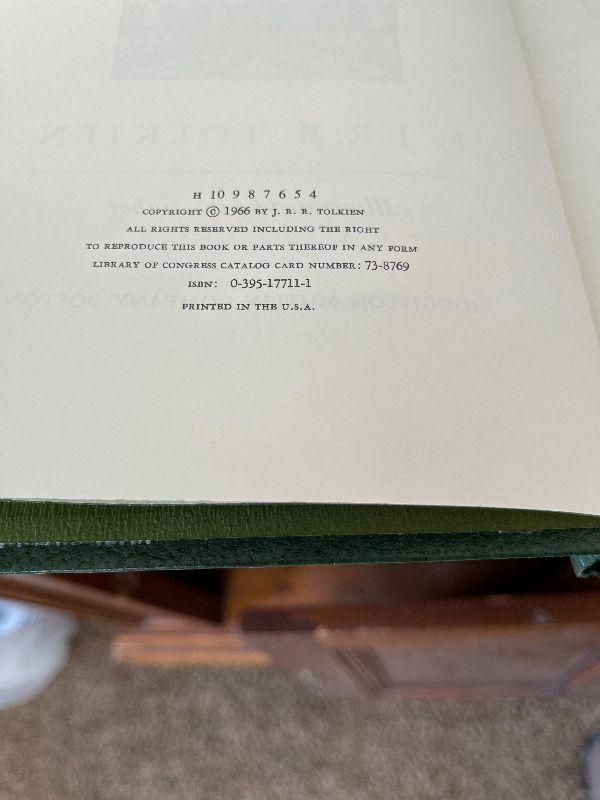 H 10 9 8 7 6 5 4
COPYRIGHT © 1966 BY J. R. R. TOLKIEN
ALL RIGHTS RESERVED INCLUDING THE RIGHT
TO REPRODUCE THIS BOOK OR PARTS THEREOF IN ANY FORM
LIBRARY OF CONGRESS CATALOG CARD NUMBER: 73-8769
ISBN: 0-395-17711-1
PRINTED IN THE U.S.A.